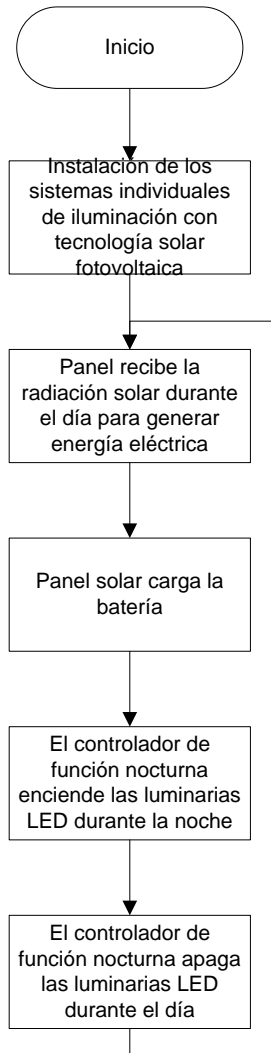 Inicio
Instalación de los
sistemas individuales
de iluminación con
tecnología solar
fotovoltaica
Panel recibe la
radiación solar durante
el día para generar
energía eléctrica
Panel solar carga la
batería
El controlador de
función nocturna
enciende las luminarias
LED durante la noche
El controlador de
función nocturna apaga
las luminarias LED
durante el día